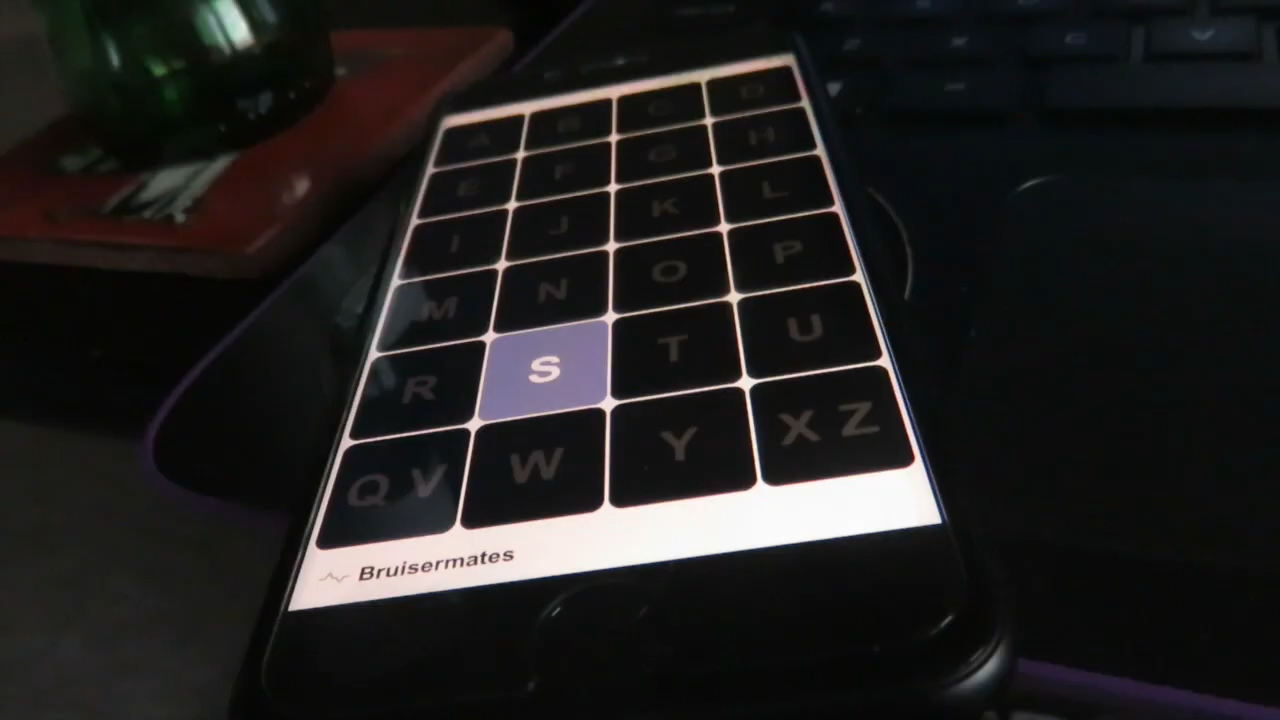 A B C D
E F G H
I J K L
M N O P
R S T U
QV W Y XZ
Bruisermates